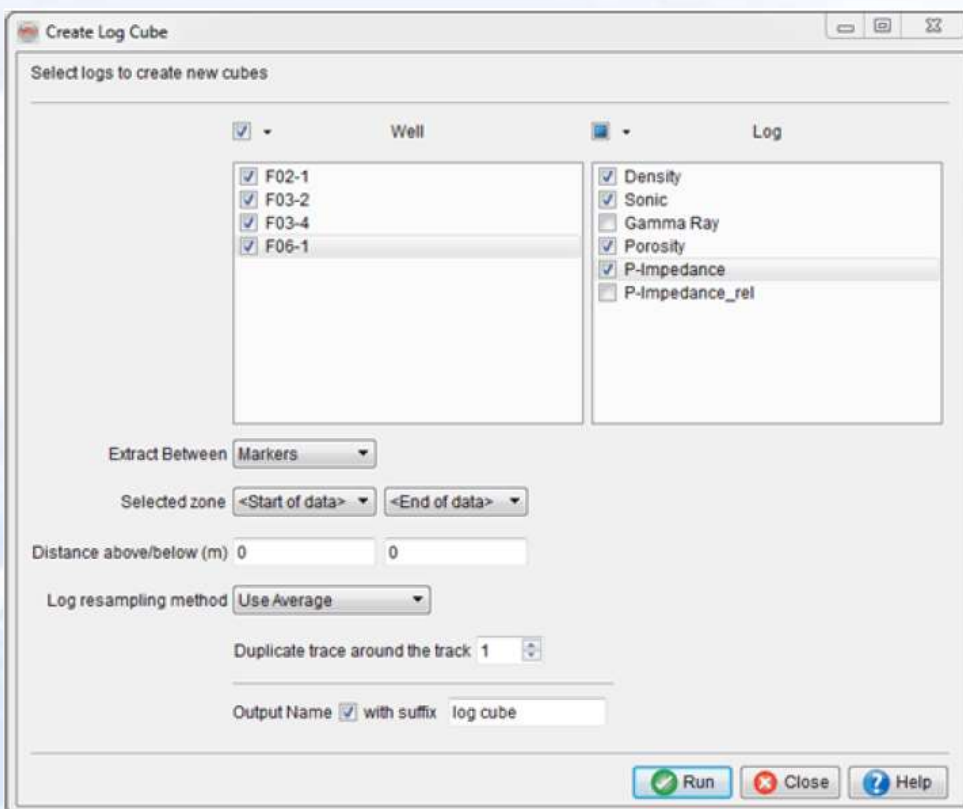 Create Log Cube
Select logs to create new cubes
Well Log
F02-1 Density
F03-2 Sonic
F03-4 Gamma Ray
F06-1 Porosity
P-Impedance
P-Impedance_rel
Extract Between Markers
Selected zone <Start of data> <End of data>
Distance above/below (m) 0 0
Log resampling method Use Average
Duplicate trace around the track 1
Output Name with suffix log cube
Run Close ? Help